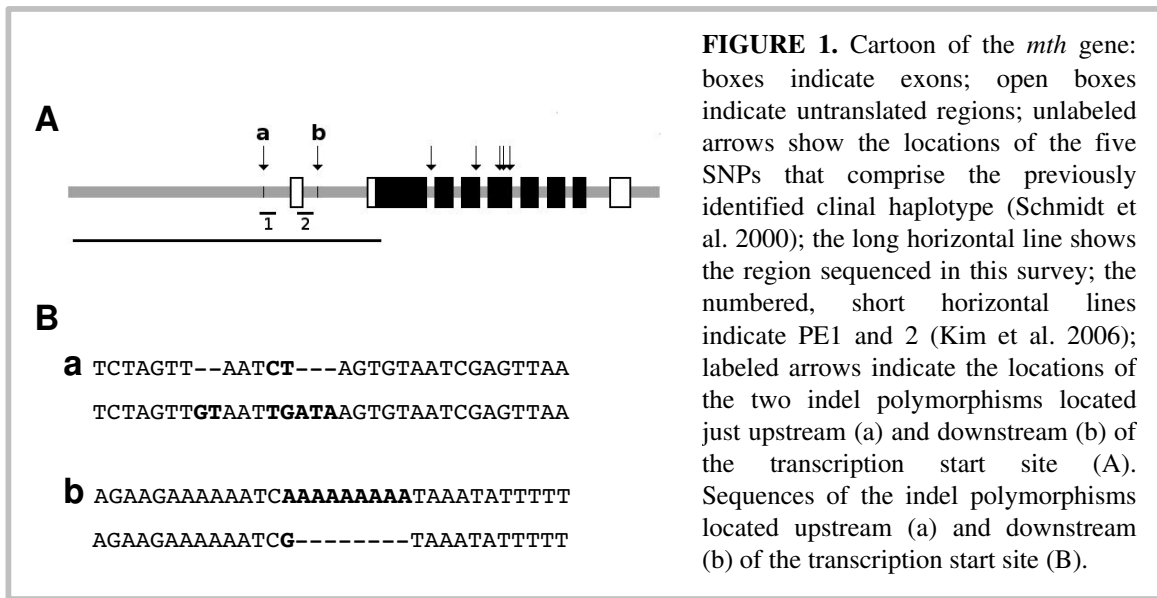 A
a
b
1
2
B
a TCTAGTT--AATCT---AGTGTAATCGAGTTAA
TCTAGTTGTAATTGATAAGTGTAATCGAGTTAA
b AGAAGAAAAAATCAAAAAAAAATAAATATTTTT
AGAAGAAAAAATCG--------TAAATATTTTT
FIGURE 1. Cartoon of the mth gene:
boxes indicate exons; open boxes
indicate untranslated regions; unlabeled
arrows show the locations of the five
SNPs that comprise the previously
identified clinal haplotype (Schmidt et
al. 2000); the long horizontal line shows
the region sequenced in this survey; the
numbered, short horizontal lines
indicate PE1 and 2 (Kim et al. 2006);
labeled arrows indicate the locations of
the two indel polymorphisms located
just upstream (a) and downstream (b) of
the transcription start site (A).
Sequences of the indel polymorphisms
located upstream (a) and downstream
(b) of the transcription start site (B).